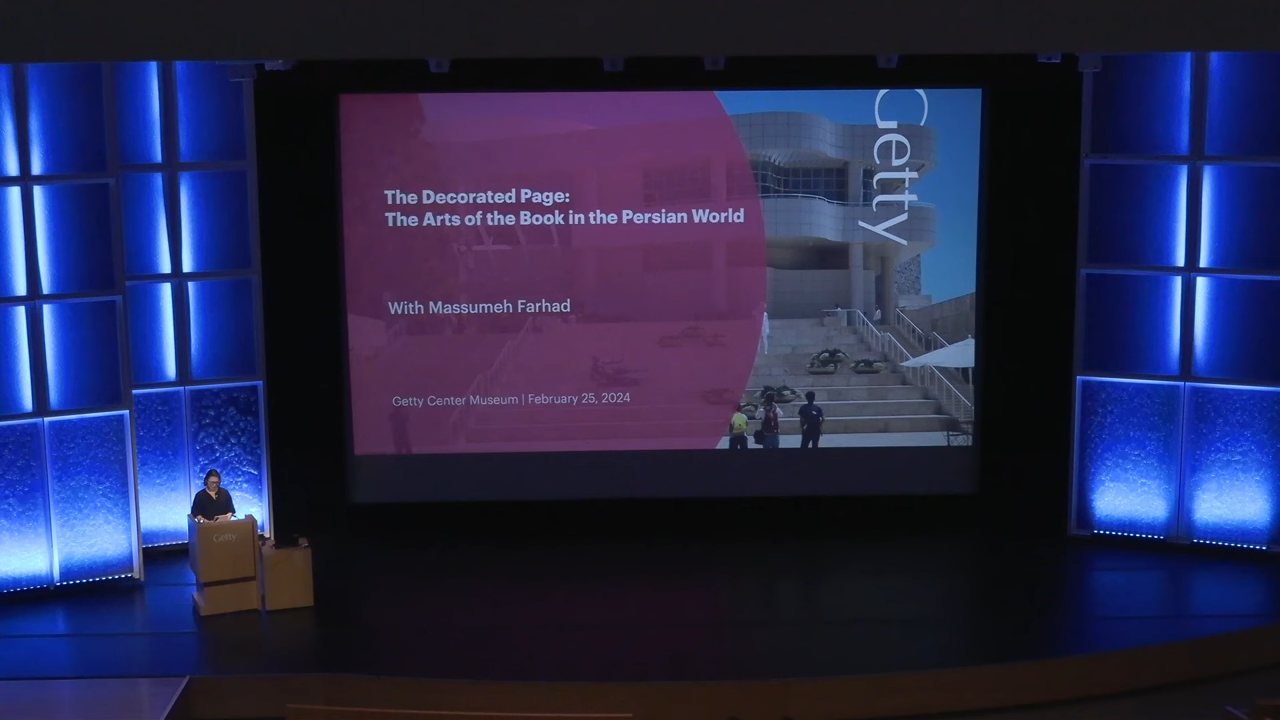 The Decorated Page:
The Arts of the Book in the Persian World
With Massumeh Farhad
Getty Center Museum | February 25, 2024
Getty
Getty